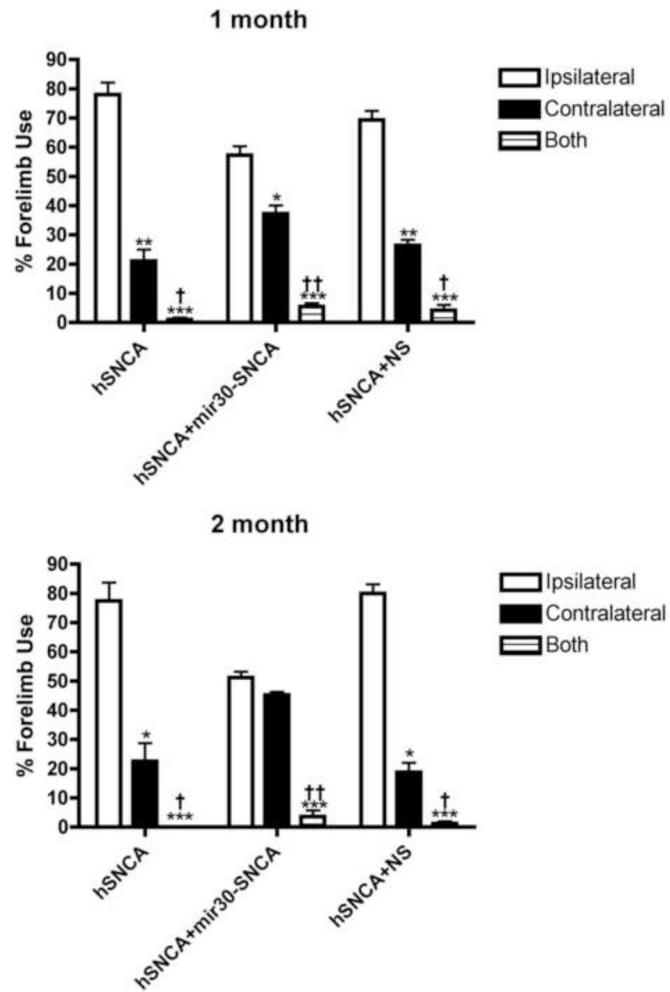 1 month
% Forelimb Use
90
80
70
60
50
40
30
20
10
0
**
†
***
*
††
***
**
†
***
hSNCA
hSNCA+mir30-SNCA
hSNCA+NS
Ipsilateral
Contralateral
Both
2 month
% Forelimb Use
90
80
70
60
50
40
30
20
10
0
*
†
***
††
***
*
†
***
hSNCA
hSNCA+mir30-SNCA
hSNCA+NS
Ipsilateral
Contralateral
Both